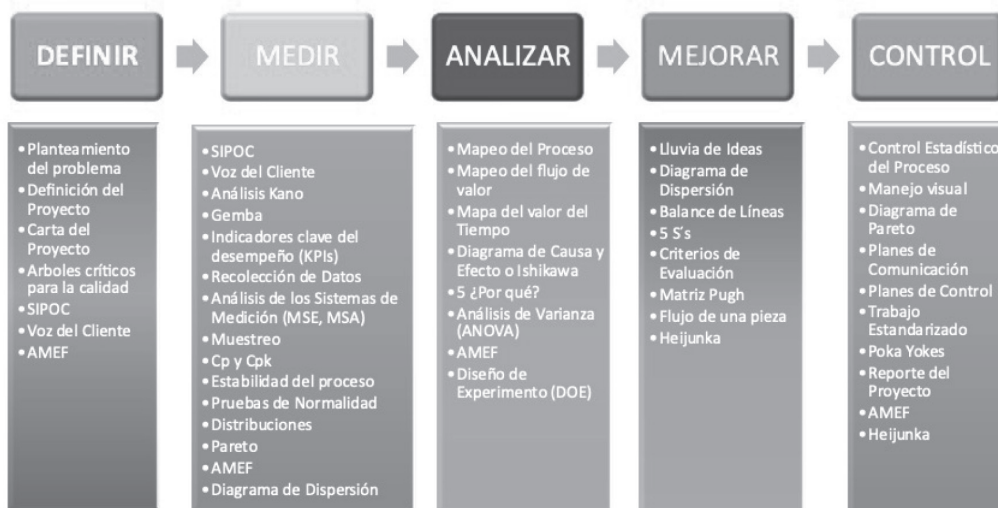 DEFINIR
MEDIR
ANALIZAR
MEJORAR
CONTROL
• Planteamiento
del problema
• Definición del
Proyecto
• Carta del
Proyecto
• Arboles críticos
para la calidad
• SIPOC
• Voz del Cliente
• AMEF
• SIPOC
• Voz del Cliente
• Análisis Kano
• Gemba
• Indicadores clave del
desempeño (KPIs)
• Recolección de Datos
• Análisis de los Sistemas de
Medición (MSE, MSA)
• Muestreo
• Cp y Cpk
• Estabilidad del proceso
• Pruebas de Normalidad
• Distribuciones
• Pareto
• AMEF
• Diagrama de Dispersión
• Mapeo del Proceso
• Mapeo del flujo de
valor
• Mapa del valor del
Tiempo
• Diagrama de Causa y
Efecto o Ishikawa
• 5 ¿Por qué?
• Análisis de Varianza
(ANOVA)
• AMEF
• Diseño de
Experimento (DOE)
• Lluvia de Ideas
• Diagrama de
Dispersión
• Balance de Líneas
• 5 S´s
• Criterios de
Evaluación
• Matriz Pugh
• Flujo de una pieza
• Heijunka
• Control Estadístico
del Proceso
• Manejo visual
• Diagrama de
Pareto
• Planes de
Comunicación
• Planes de Control
• Trabajo
Estandarizado
• Poka Yokes
• Reporte del
Proyecto
• AMEF
• Heijunka